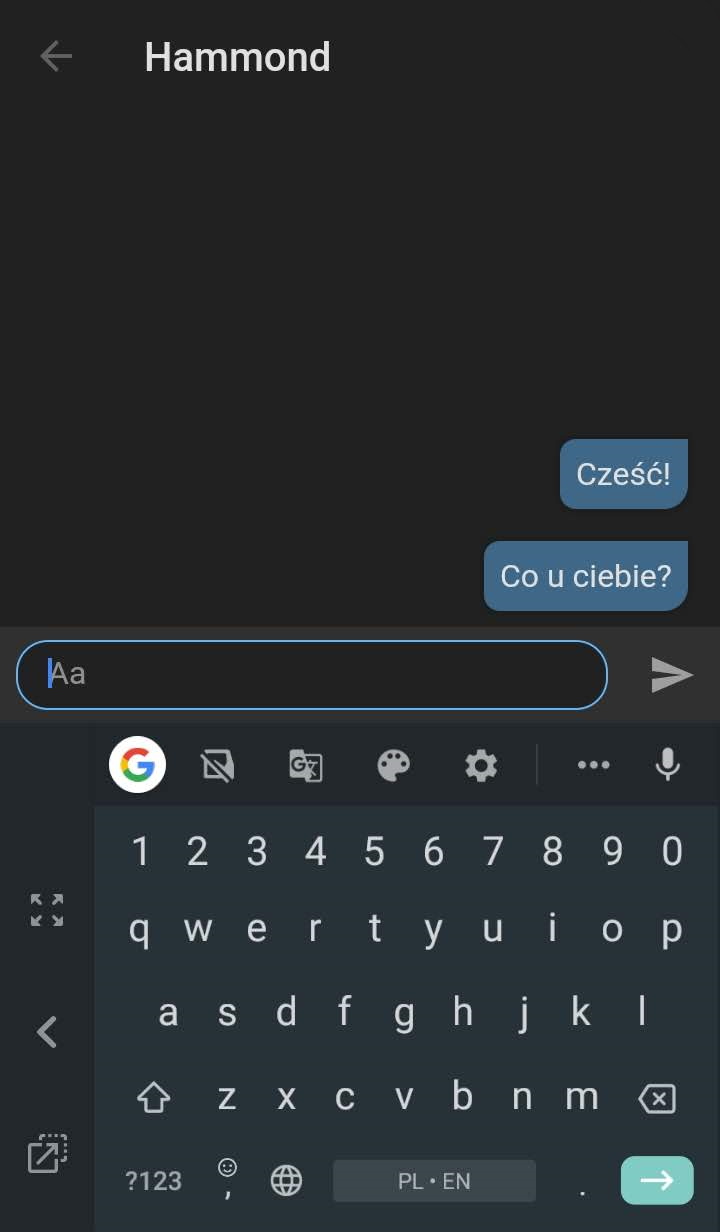 Hammond
Cześć!
Co u ciebie?
Aa
G
1 2 3 4 5 6 7 8 9 0
q w e r t y u i o p
a s d f g h j k l
z x c v b n m
?123 , PL • EN .